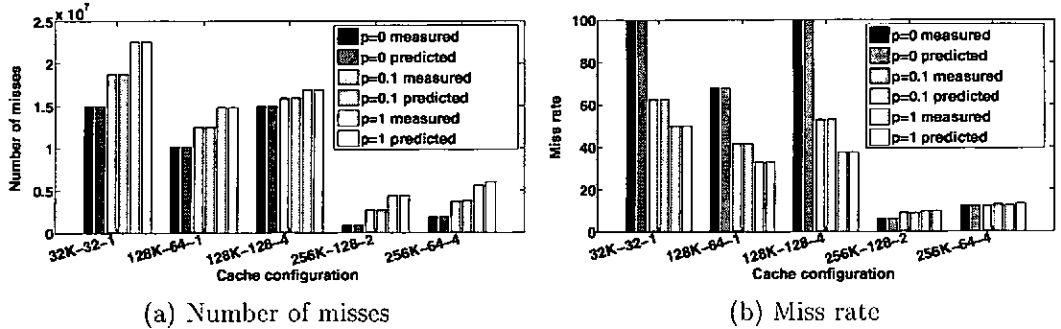 x 10^7
2.5
2
1.5
1
0.5
0
Number of misses
p=0 measured
p=0 predicted
p=0.1 measured
p=0.1 predicted
p=1 measured
p=1 predicted
32K-32-1
128K-64-1
128K-128-4
256K-128-2
256K-64-4
Cache configuration
(a) Number of misses
100
80
60
40
20
0
Miss rate
p=0 measured
p=0 predicted
p=0.1 measured
p=0.1 predicted
p=1 measured
p=1 predicted
32K-32-1
128K-64-1
128K-128-4
256K-128-2
256K-64-4
Cache configuration
(b) Miss rate